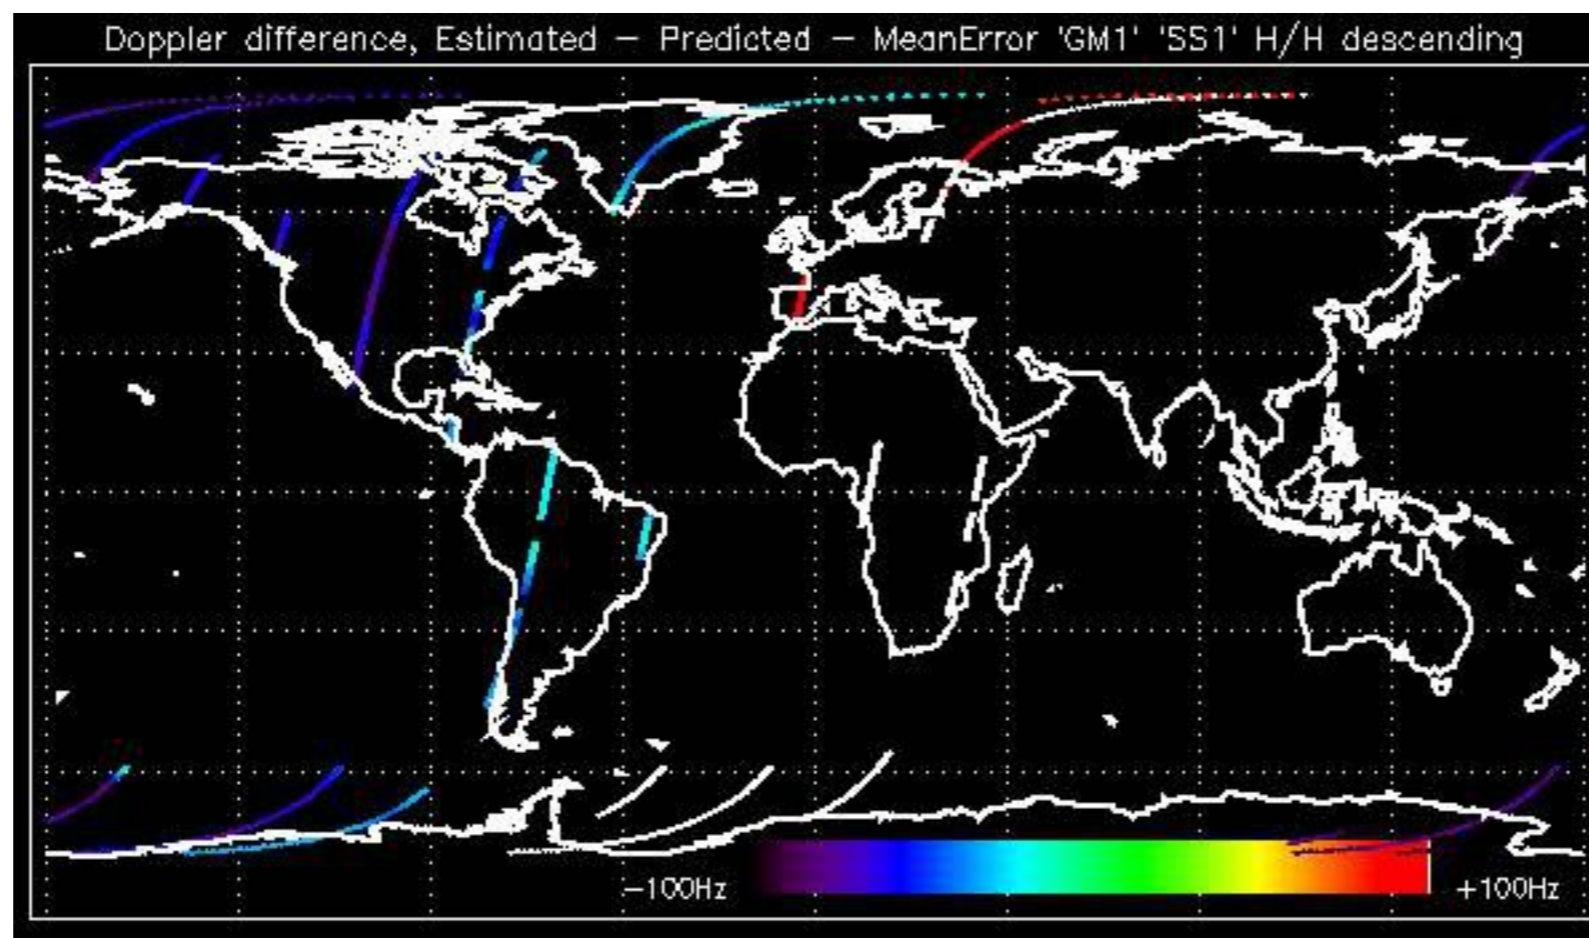 Doppler difference, Estimated – Predicted – MeanError 'GM1' 'SS1' H/H descending
-100Hz +100Hz